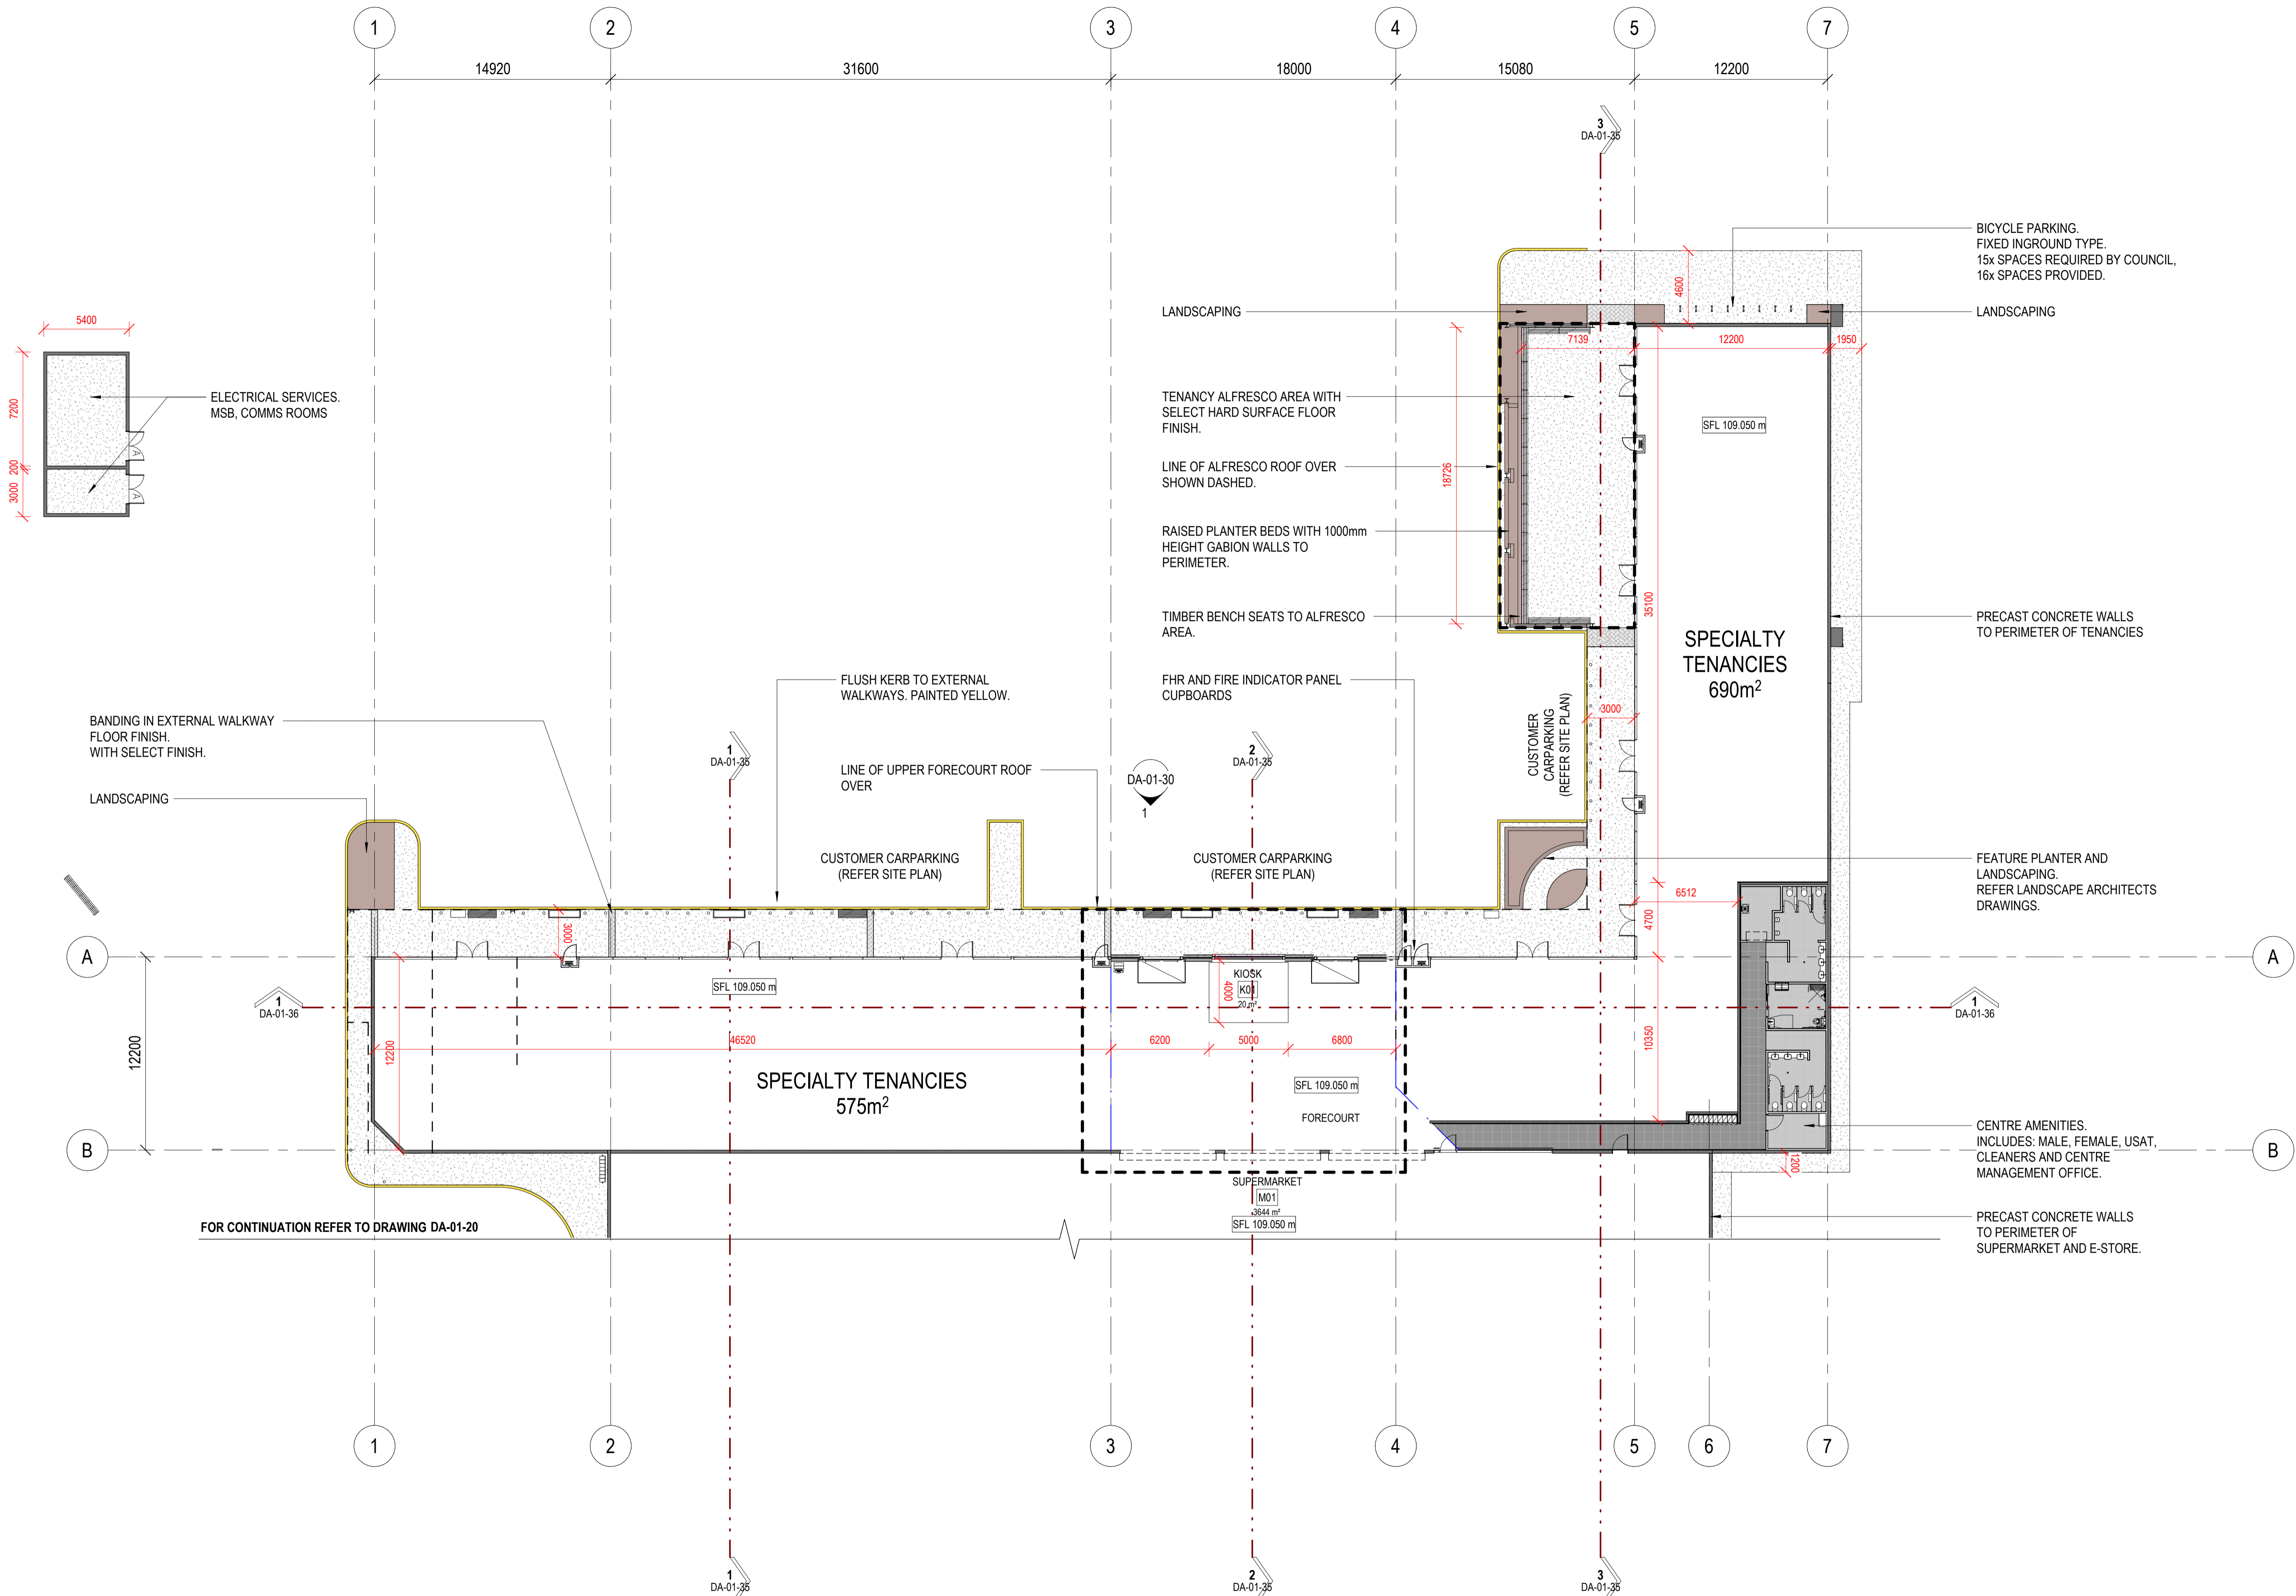 1
2
3
4
5
7
14920
31600
18000
15080
12200
3
DA-01-35
BICYCLE PARKING.
FIXED INGROUND TYPE.
15x SPACES REQUIRED BY COUNCIL,
16x SPACES PROVIDED.
LANDSCAPING
LANDSCAPING
4600
5400
7139
12200
1950
ELECTRICAL SERVICES.
MSB, COMMS ROOMS
7200
200
3000
A
A
TENANCY ALFRESCO AREA WITH
SELECT HARD SURFACE FLOOR
FINISH.
SFL 109.050 m
LINE OF ALFRESCO ROOF OVER
SHOWN DASHED.
18726
RAISED PLANTER BEDS WITH 1000mm
HEIGHT GABION WALLS TO
PERIMETER.
TIMBER BENCH SEATS TO ALFRESCO
AREA.
35100
PRECAST CONCRETE WALLS
TO PERIMETER OF TENANCIES
SPECIALTY
TENANCIES
690m²
FLUSH KERB TO EXTERNAL
WALKWAYS. PAINTED YELLOW.
FHR AND FIRE INDICATOR PANEL
CUPBOARDS
3000
CUSTOMER
CARPARKING
(REFER SITE PLAN)
BANDING IN EXTERNAL WALKWAY
FLOOR FINISH.
WITH SELECT FINISH.
1
DA-01-35
2
DA-01-35
LINE OF UPPER FORECOURT ROOF
OVER
DA-01-30
1
LANDSCAPING
CUSTOMER CARPARKING
(REFER SITE PLAN)
CUSTOMER CARPARKING
(REFER SITE PLAN)
FEATURE PLANTER AND
LANDSCAPING.
REFER LANDSCAPE ARCHITECTS
DRAWINGS.
6512
4700
3000
A
A
KIOSK
K01
20 m²
4000
SFL 109.050 m
1
DA-01-36
1
DA-01-36
12200
12200
46520
6200
5000
6800
10350
SPECIALTY TENANCIES
575m²
SFL 109.050 m
FORECOURT
CENTRE AMENITIES.
INCLUDES: MALE, FEMALE, USAT,
CLEANERS AND CENTRE
MANAGEMENT OFFICE.
B
B
1200
SUPERMARKET
M01
3644 m²
SFL 109.050 m
FOR CONTINUATION REFER TO DRAWING DA-01-20
PRECAST CONCRETE WALLS
TO PERIMETER OF
SUPERMARKET AND E-STORE.
1
2
3
4
5
6
7
1
DA-01-35
2
DA-01-35
3
DA-01-35